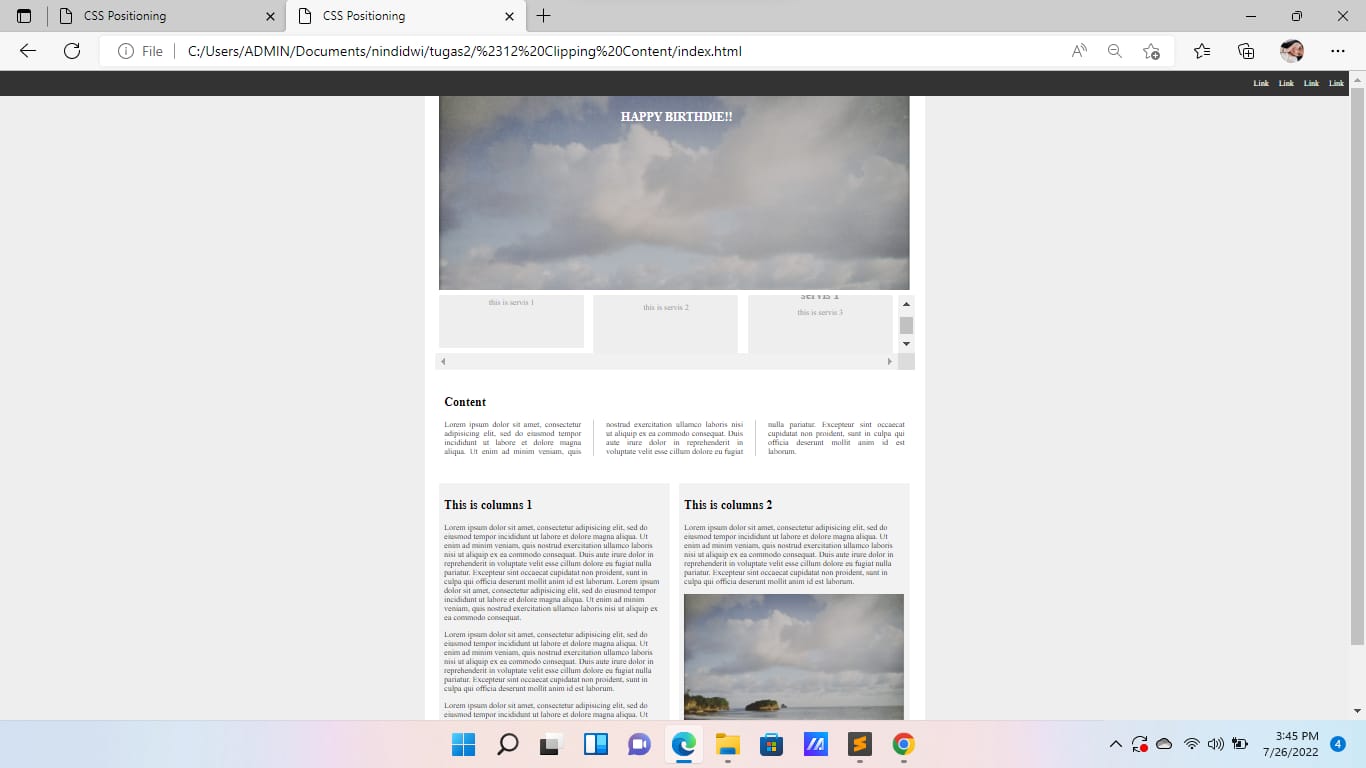 CSS Positioning
CSS Positioning
File
C:/Users/ADMIN/Documents/nindidwi/tugas2/%2312%20Clipping%20Content/index.html
Link Link Link Link
HAPPY BIRTHDIE!!
this is servis 1
this is servis 2
servis 1
this is servis 3
Content
Lorem ipsum dolor sit amet, consectetur
adipisicing elit, sed do eiusmod tempor
incididunt ut labore et dolore magna
aliqua. Ut enim ad minim veniam, quis
nostrud exercitation ullamco laboris nisi
ut aliquip ex ea commodo consequat. Duis
aute irure dolor in reprehenderit in
voluptate velit esse cillum dolore eu fugiat
nulla pariatur. Excepteur sint occaecat
cupidatat non proident, sunt in culpa qui
officia deserunt mollit anim id est
laborum.
This is columns 1
Lorem ipsum dolor sit amet, consectetur adipisicing elit, sed do
eiusmod tempor incididunt ut labore et dolore magna aliqua. Ut
enim ad minim veniam, quis nostrud exercitation ullamco laboris
nisi ut aliquip ex ea commodo consequat. Duis aute irure dolor in
reprehenderit in voluptate velit esse cillum dolore eu fugiat nulla
pariatur. Excepteur sint occaecat cupidatat non proident, sunt in
culpa qui officia deserunt mollit anim id est laborum. Lorem ipsum
dolor sit amet, consectetur adipisicing elit, sed do eiusmod tempor
incididunt ut labore et dolore magna aliqua. Ut enim ad minim
veniam, quis nostrud exercitation ullamco laboris nisi ut aliquip ex
ea commodo consequat.
Lorem ipsum dolor sit amet, consectetur adipisicing elit, sed do
eiusmod tempor incididunt ut labore et dolore magna aliqua. Ut
enim ad minim veniam, quis nostrud exercitation ullamco laboris
nisi ut aliquip ex ea commodo consequat. Duis aute irure dolor in
reprehenderit in voluptate velit esse cillum dolore eu fugiat nulla
pariatur. Excepteur sint occaecat cupidatat non proident, sunt in
culpa qui officia deserunt mollit anim id est laborum.
Lorem ipsum dolor sit amet, consectetur adipisicing elit, sed do
eiusmod tempor incididunt ut labore et dolore magna aliqua. Ut
This is columns 2
Lorem ipsum dolor sit amet, consectetur adipisicing elit, sed do
eiusmod tempor incididunt ut labore et dolore magna aliqua. Ut
enim ad minim veniam, quis nostrud exercitation ullamco laboris
nisi ut aliquip ex ea commodo consequat. Duis aute irure dolor in
reprehenderit in voluptate velit esse cillum dolore eu fugiat nulla
pariatur. Excepteur sint occaecat cupidatat non proident, sunt in
culpa qui officia deserunt mollit anim id est laborum.
3:45 PM
7/26/2022
4